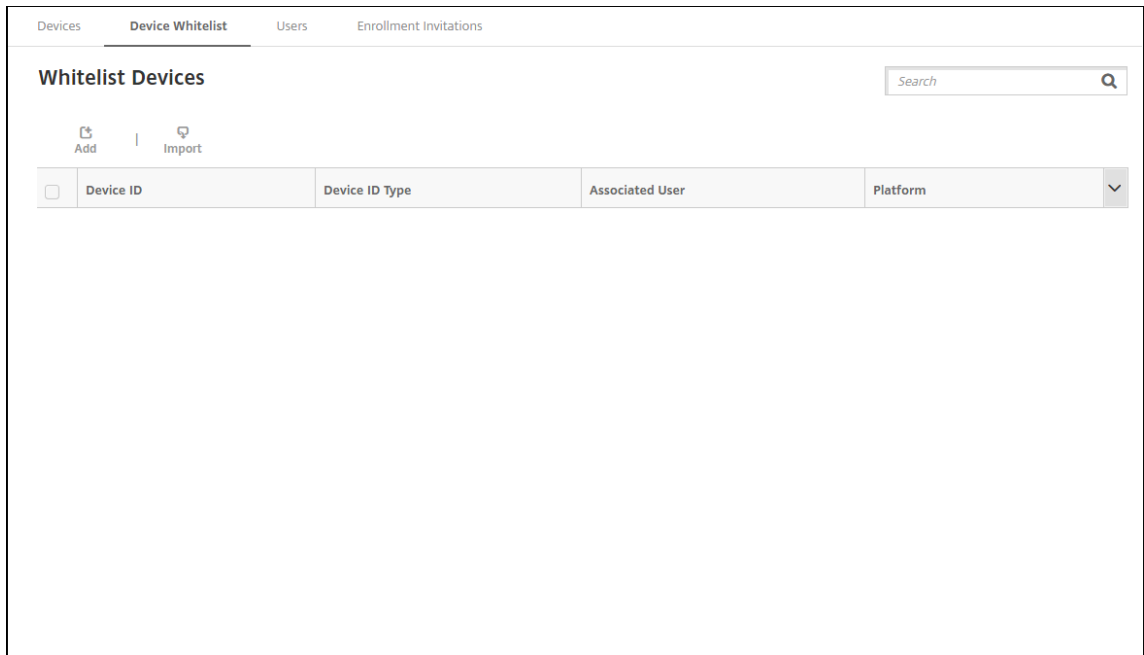 Devices Device Whitelist Users Enrollment Invitations
Whitelist Devices
Search
Add | Import
Device ID Device ID Type Associated User Platform